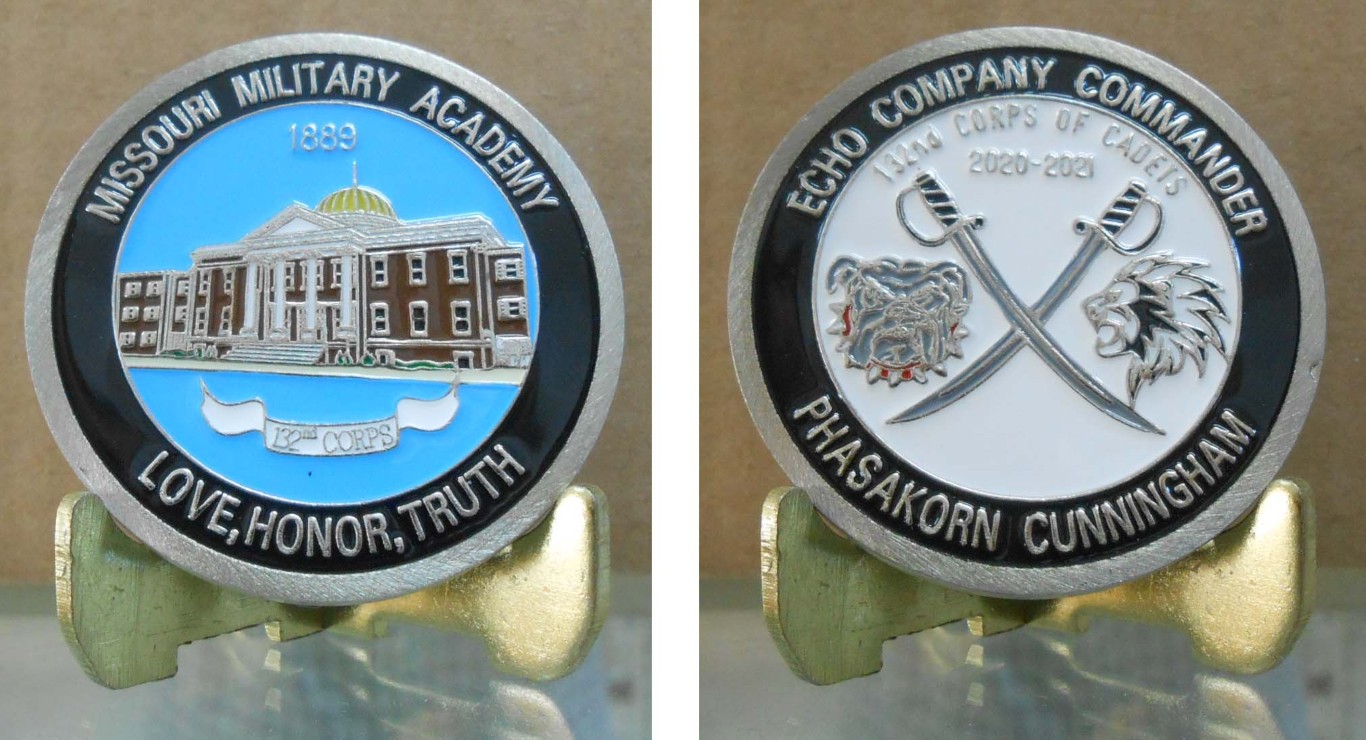 MISSOURI MILITARY ACADEMY
1889
132nd CORPS
LOVE, HONOR, TRUTH
ECHO COMPANY COMMANDER
132nd CORPS OF CADETS
2020-2021
PHASAKORN CUNNINGHAM